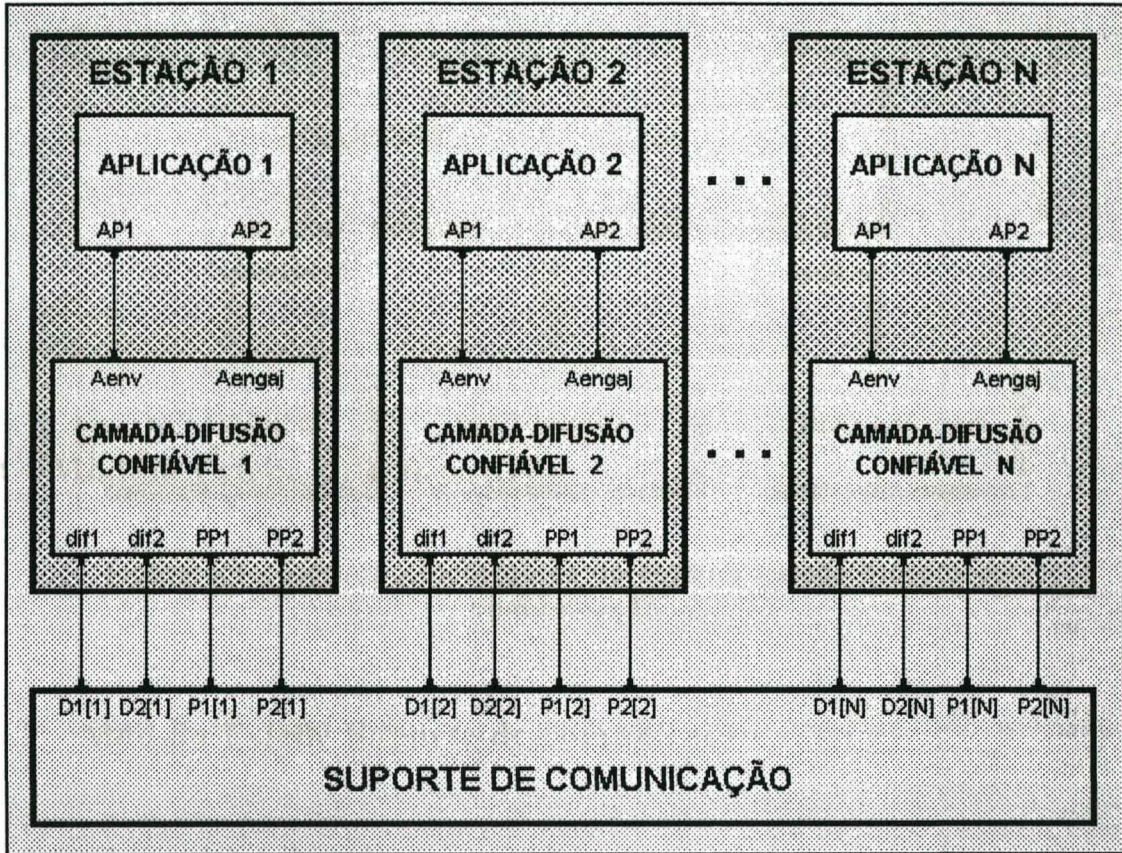 ESTAÇÃO 1
ESTAÇÃO 2
ESTAÇÃO N
APLICAÇÃO 1
APLICAÇÃO 2
APLICAÇÃO N
. . .
AP1 AP2
AP1 AP2
AP1 AP2
Aenv Aengaj
Aenv Aengaj
Aenv Aengaj
CAMADA-DIFUSÃO
CONFIÁVEL 1
CAMADA-DIFUSÃO
CONFIÁVEL 2
. . .
CAMADA-DIFUSÃO
CONFIÁVEL N
dif1 dif2 PP1 PP2
dif1 dif2 PP1 PP2
dif1 dif2 PP1 PP2
D1[1] D2[1] P1[1] P2[1]
D1[2] D2[2] P1[2] P2[2]
D1[N] D2[N] P1[N] P2[N]
SUPORTE DE COMUNICAÇÃO